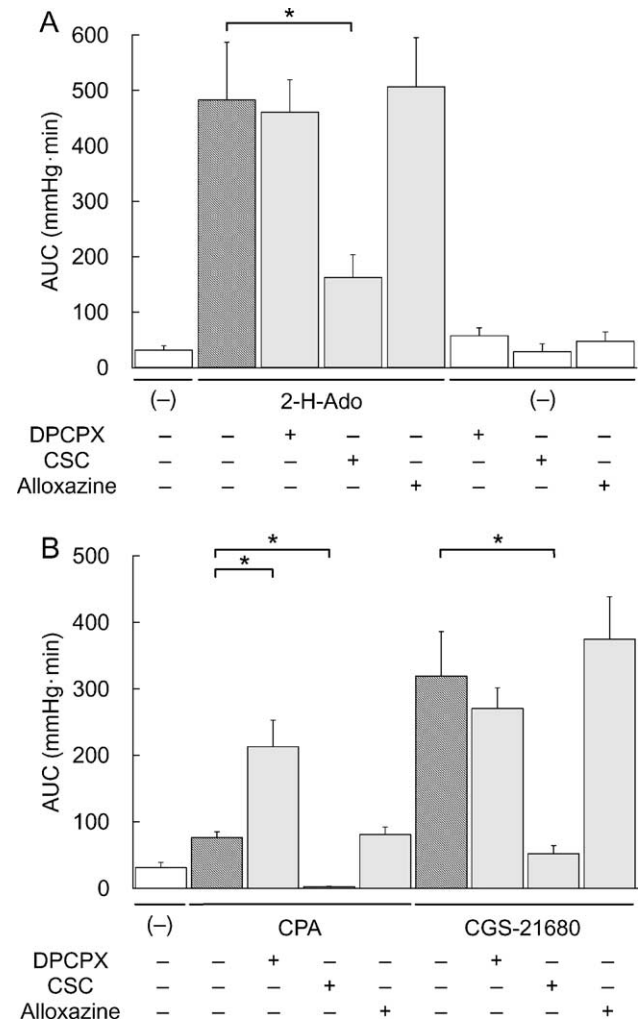 A
*
AUC (mmHg·min)
600
500
400
300
200
100
0
(–) 2-H-Ado (–)
DPCPX – – + – – + – –
CSC – – – + – – + –
Alloxazine – – – – + – – +
B
* *
*
AUC (mmHg·min)
500
400
300
200
100
0
(–) CPA CGS-21680
DPCPX – – + – – – + – –
CSC – – – + – – – + –
Alloxazine – – – – + – – – +